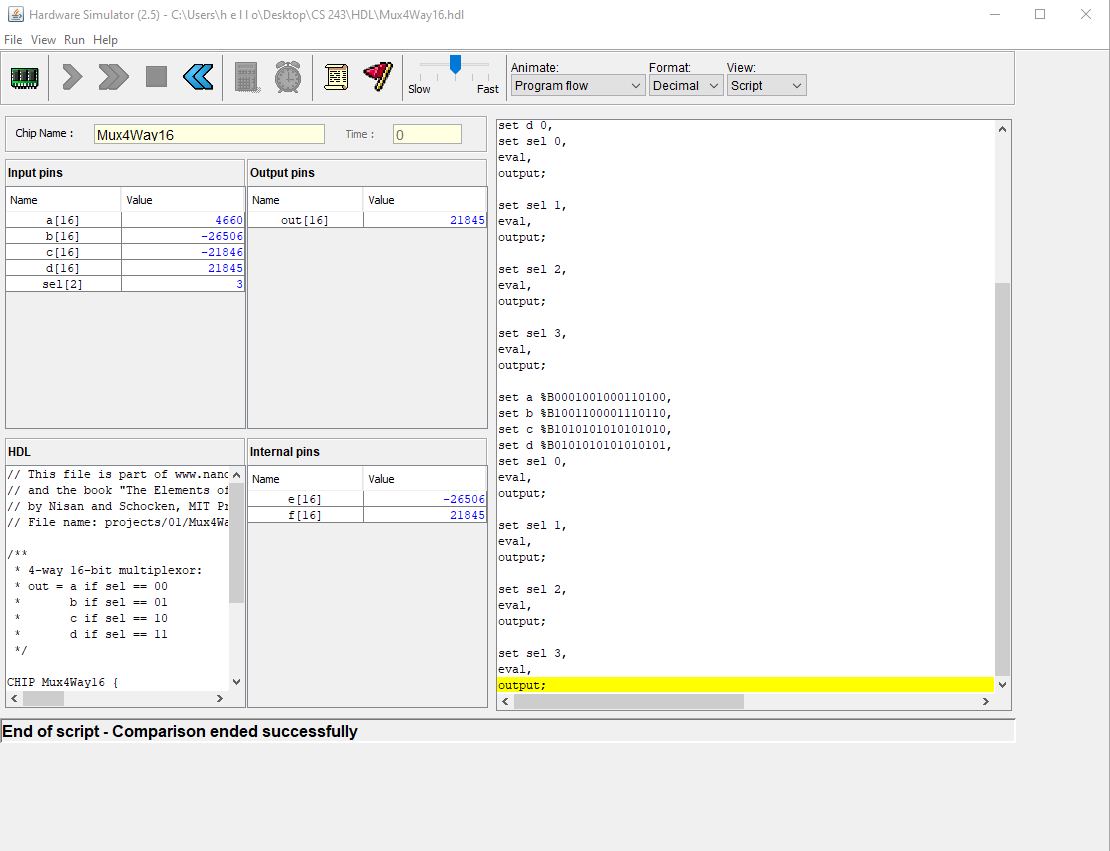 Hardware Simulator (2.5) - C:\Users\h e l l o\Desktop\CS 243\HDL\Mux4Way16.hdl
File View Run Help
Slow Fast
Animate: Format: View:
Program flow Decimal Script
Chip Name : Mux4Way16 Time : 0
Input pins
Name Value
a[16] 4660
b[16] -26506
c[16] -21846
d[16] 21845
sel[2] 3
Output pins
Name Value
out[16] 21845
HDL
// This file is part of www.nand
// and the book "The Elements of
// by Nisan and Schocken, MIT Pr
// File name: projects/01/Mux4Wa
/**
* 4-way 16-bit multiplexor:
* out = a if sel == 00
* b if sel == 01
* c if sel == 10
* d if sel == 11
*/
CHIP Mux4Way16 {
Internal pins
Name Value
e[16] -26506
f[16] 21845
set d 0,
set sel 0,
eval,
output;
set sel 1,
eval,
output;
set sel 2,
eval,
output;
set sel 3,
eval,
output;
set a %B0001001000110100,
set b %B1001100001110110,
set c %B1010101010101010,
set d %B0101010101010101,
set sel 0,
eval,
output;
set sel 1,
eval,
output;
set sel 2,
eval,
output;
set sel 3,
eval,
output;
End of script - Comparison ended successfully